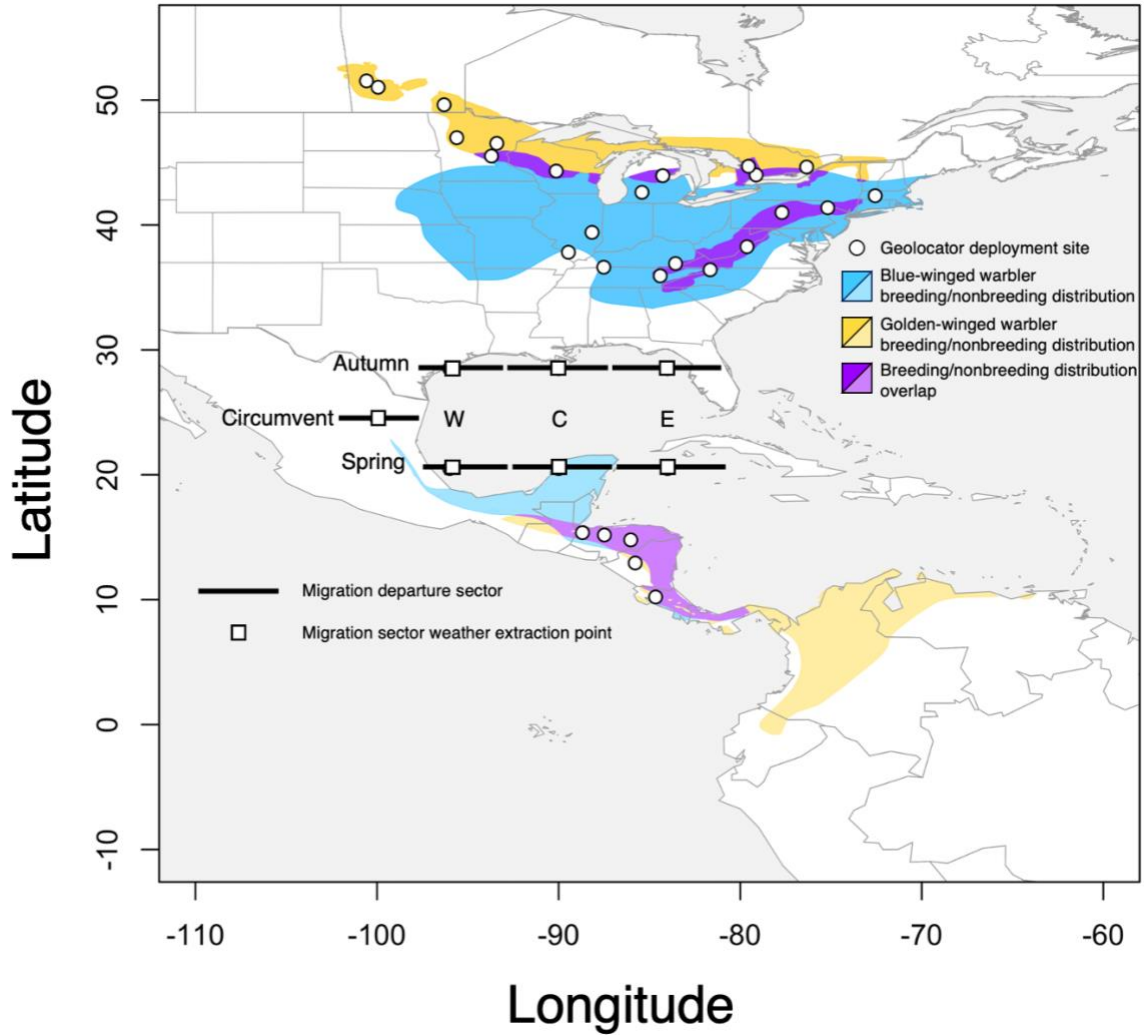 Latitude
50
40
30
20
10
0
-10
Geolocator deployment site
Blue-winged warbler
breeding/nonbreeding distribution
Golden-winged warbler
breeding/nonbreeding distribution
Breeding/nonbreeding distribution
overlap
Autumn
Circumvent
W
C
E
Spring
Migration departure sector
Migration sector weather extraction point
-110
-100
-90
-80
-70
-60
Longitude